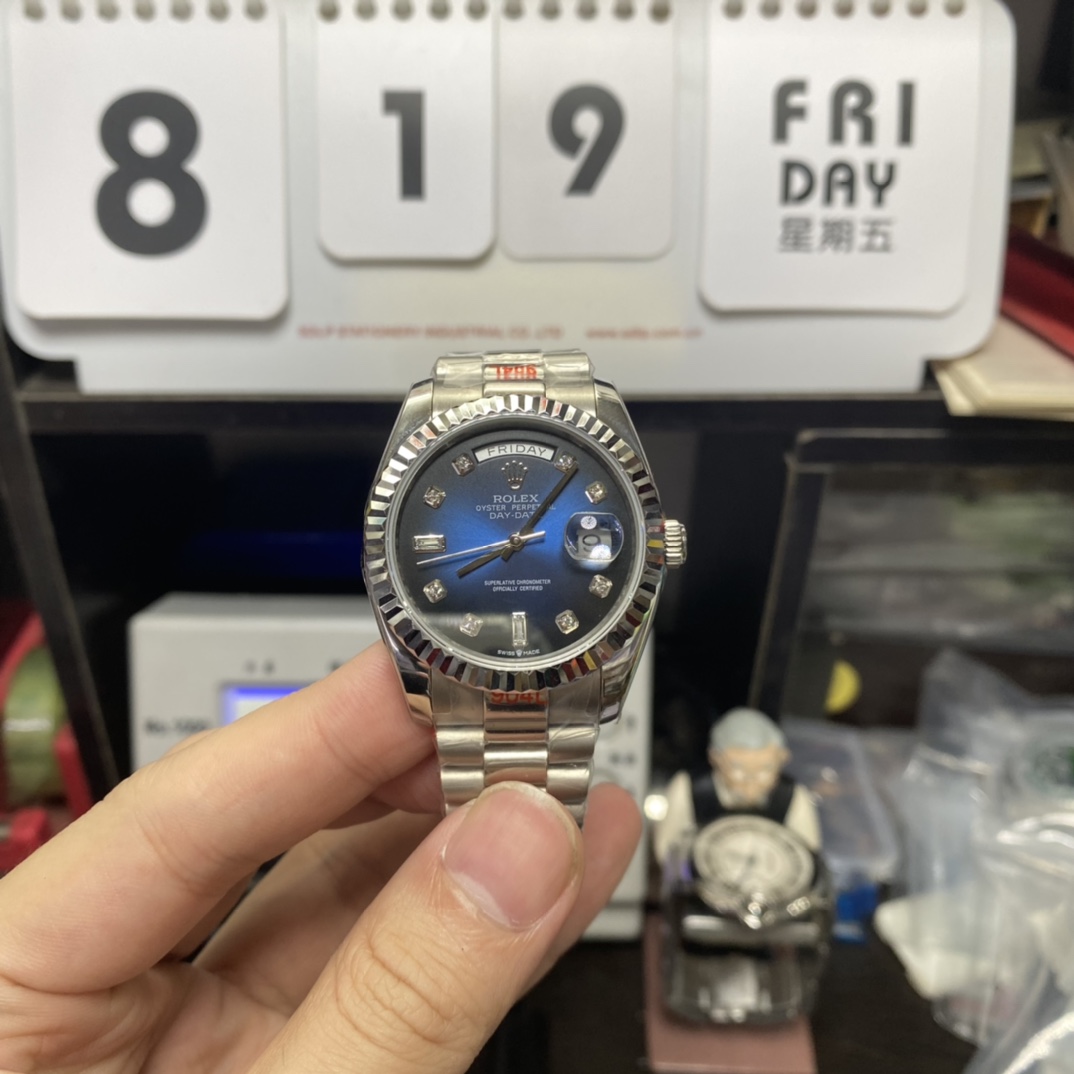 8
1
9
FRI
DAY
星期五
FRIDAY
ROLEX
OYSTER PERPETUAL
DAY-DATE
SUPERLATIVE CHRONOMETER
OFFICIALLY CERTIFIED
SWISS MADE
904L